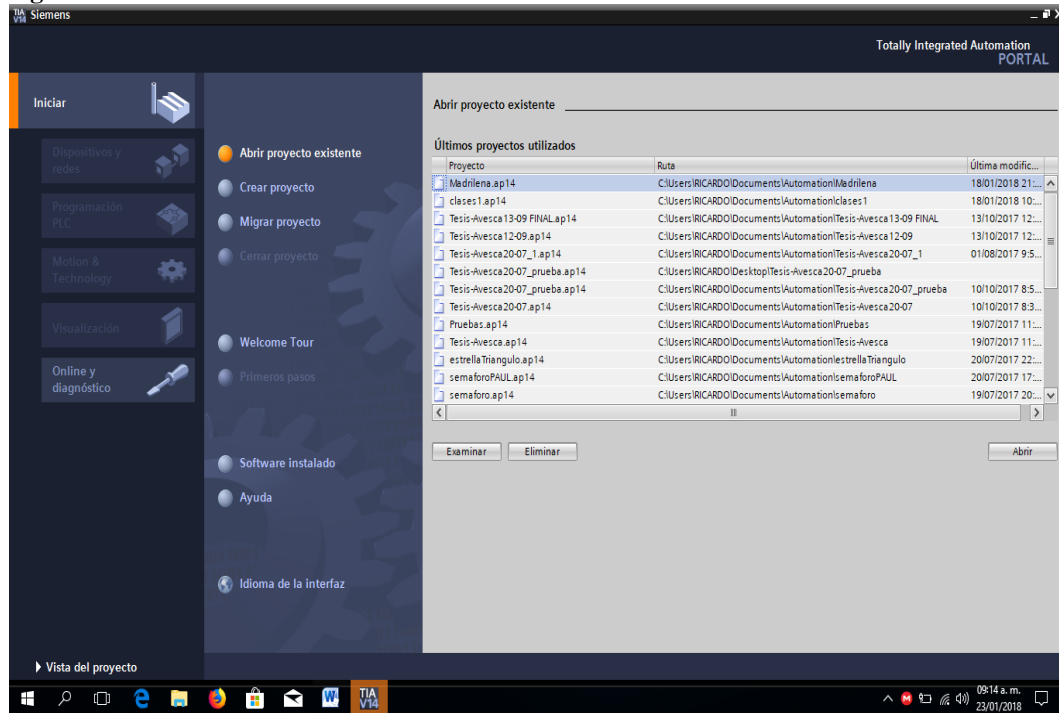 Siemens
Totally Integrated Automation
PORTAL
Iniciar
Dispositivos y
redes
Programación
PLC
Motion &
Technology
Visualización
Online y
diagnóstico
Vista del proyecto
Abrir proyecto existente
Crear proyecto
Migrar proyecto
Cerrar proyecto
Welcome Tour
Primeros pasos
Software instalado
Ayuda
Idioma de la interfaz
Abrir proyecto existente
Últimos proyectos utilizados
Proyecto Ruta Última modific...
Madrilena.ap14 C:\Users\RICARDO\Documents\Automation\Madrilena 18/01/2018 21:...
clases1.ap14 C:\Users\RICARDO\Documents\Automation\clases1 18/01/2018 10:...
Tesis-Avesca13-09 FINAL.ap14 C:\Users\RICARDO\Documents\Automation\Tesis-Avesca13-09 FINAL 13/10/2017 12:...
Tesis-Avesca12-09.ap14 C:\Users\RICARDO\Documents\Automation\Tesis-Avesca12-09 13/10/2017 12:...
Tesis-Avesca20-07_1.ap14 C:\Users\RICARDO\Documents\Automation\Tesis-Avesca20-07_1 01/08/2017 9:5...
Tesis-Avesca20-07_prueba.ap14 C:\Users\RICARDO\Desktop\Tesis-Avesca20-07_prueba
Tesis-Avesca20-07_prueba.ap14 C:\Users\RICARDO\Documents\Automation\Tesis-Avesca20-07_prueba 10/10/2017 8:5...
Tesis-Avesca20-07.ap14 C:\Users\RICARDO\Documents\Automation\Tesis-Avesca20-07 10/10/2017 8:3...
Pruebas.ap14 C:\Users\RICARDO\Documents\Automation\Pruebas 19/07/2017 11:...
Tesis-Avesca.ap14 C:\Users\RICARDO\Documents\Automation\Tesis-Avesca 19/07/2017 11:...
estrellaTriangulo.ap14 C:\Users\RICARDO\Documents\Automation\estrellaTriangulo 20/07/2017 22:...
semaforoPAUL.ap14 C:\Users\RICARDO\Documents\Automation\semaforoPAUL 20/07/2017 17:...
semaforo.ap14 C:\Users\RICARDO\Documents\Automation\semaforo 19/07/2017 20:...
Examinar Eliminar Abrir
TIA
V14
09:14 a. m.
23/01/2018